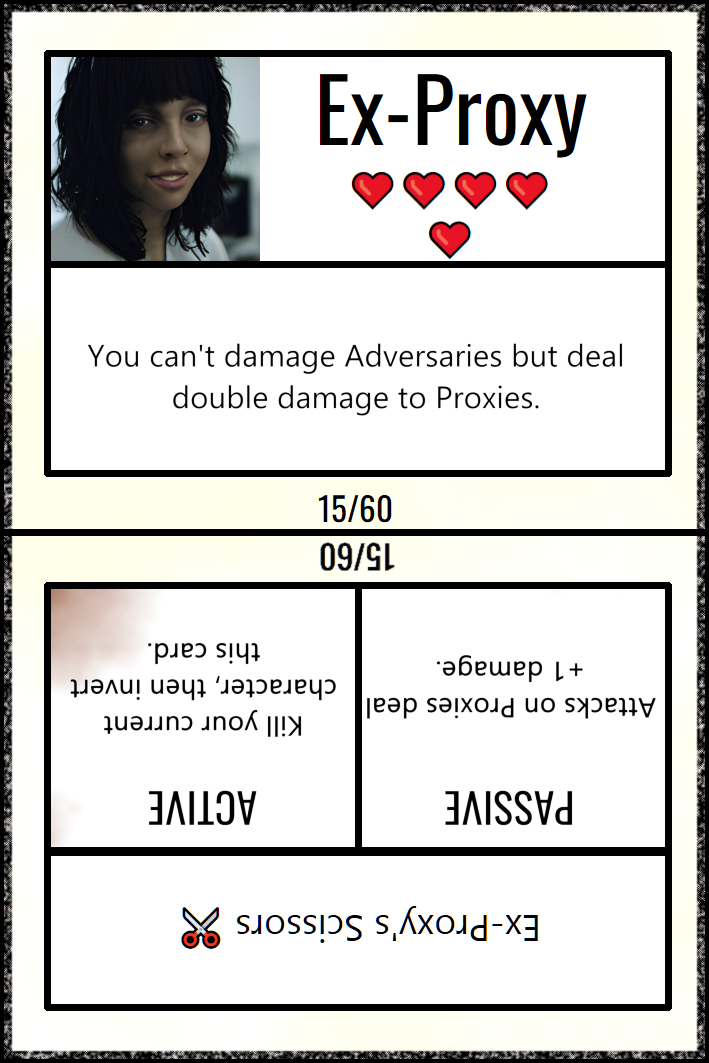 Ex-Proxy
You can't damage Adversaries but deal
double damage to Proxies.
15/60
15/60
Ex-Proxy's Scissors
PASSIVE
Attacks on Proxies deal
+1 damage.
ACTIVE
Kill your current
character, then invert
this card.